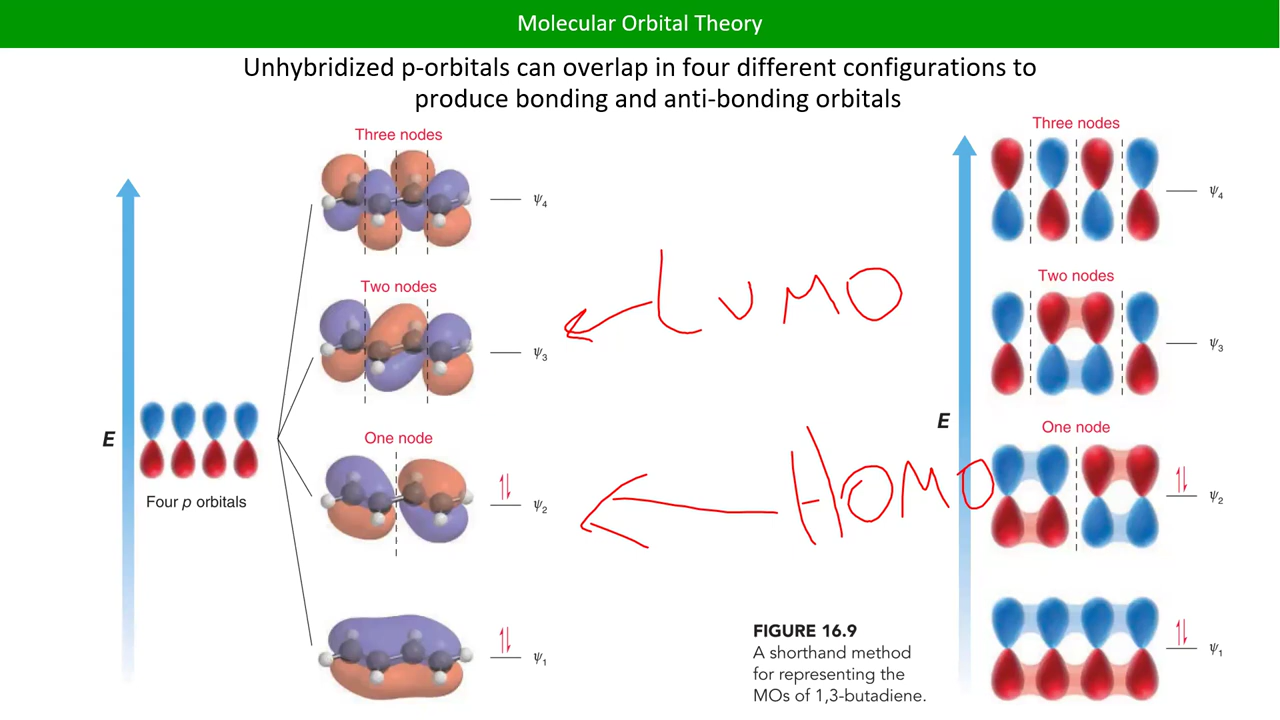 Molecular Orbital Theory
Unhybridized p-orbitals can overlap in four different configurations to
produce bonding and anti-bonding orbitals
Three nodes
ψ4
Two nodes
ψ3
E
Four p orbitals
One node
ψ2
ψ1
LUMO
HOMO
Three nodes
ψ4
Two nodes
ψ3
E
One node
ψ2
ψ1
FIGURE 16.9
A shorthand method
for representing the
MOs of 1,3-butadiene.